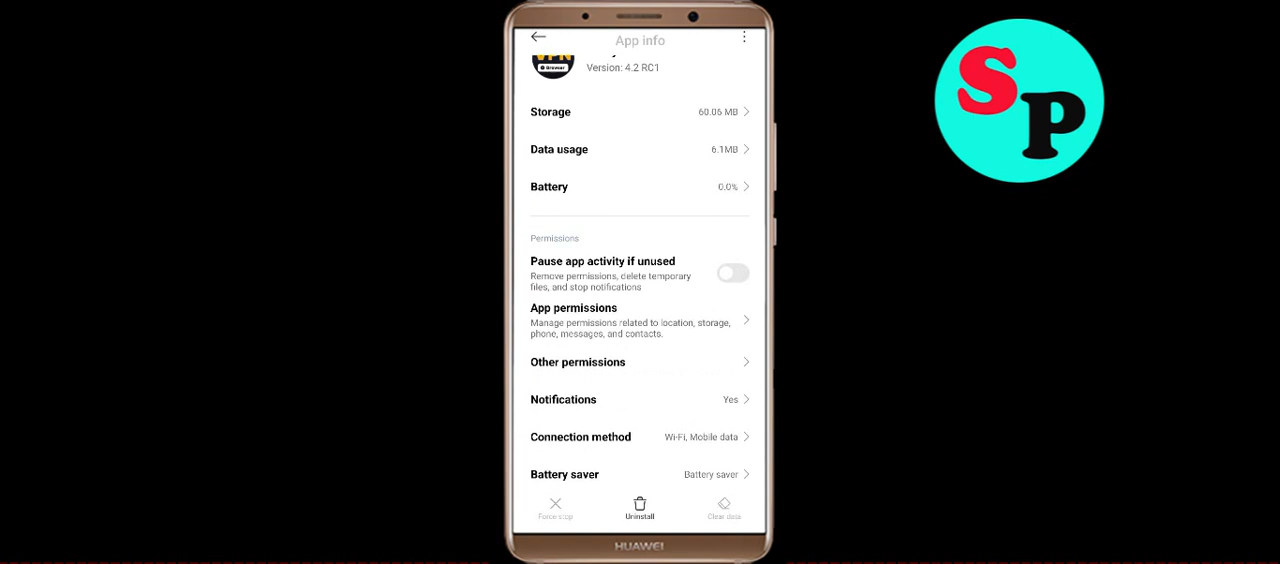 App info
VPN
Browser
Version: 4.2 RC1
Storage 60.06 MB
Data usage 6.1MB
Battery 0.0%
Permissions
Pause app activity if unused
Remove permissions, delete temporary
files, and stop notifications
App permissions
Manage permissions related to location, storage,
phone, messages, and contacts.
Other permissions
Notifications Yes
Connection method Wi-Fi, Mobile data
Battery saver Battery saver
Force stop Uninstall Clear data
HUAWEI
SP